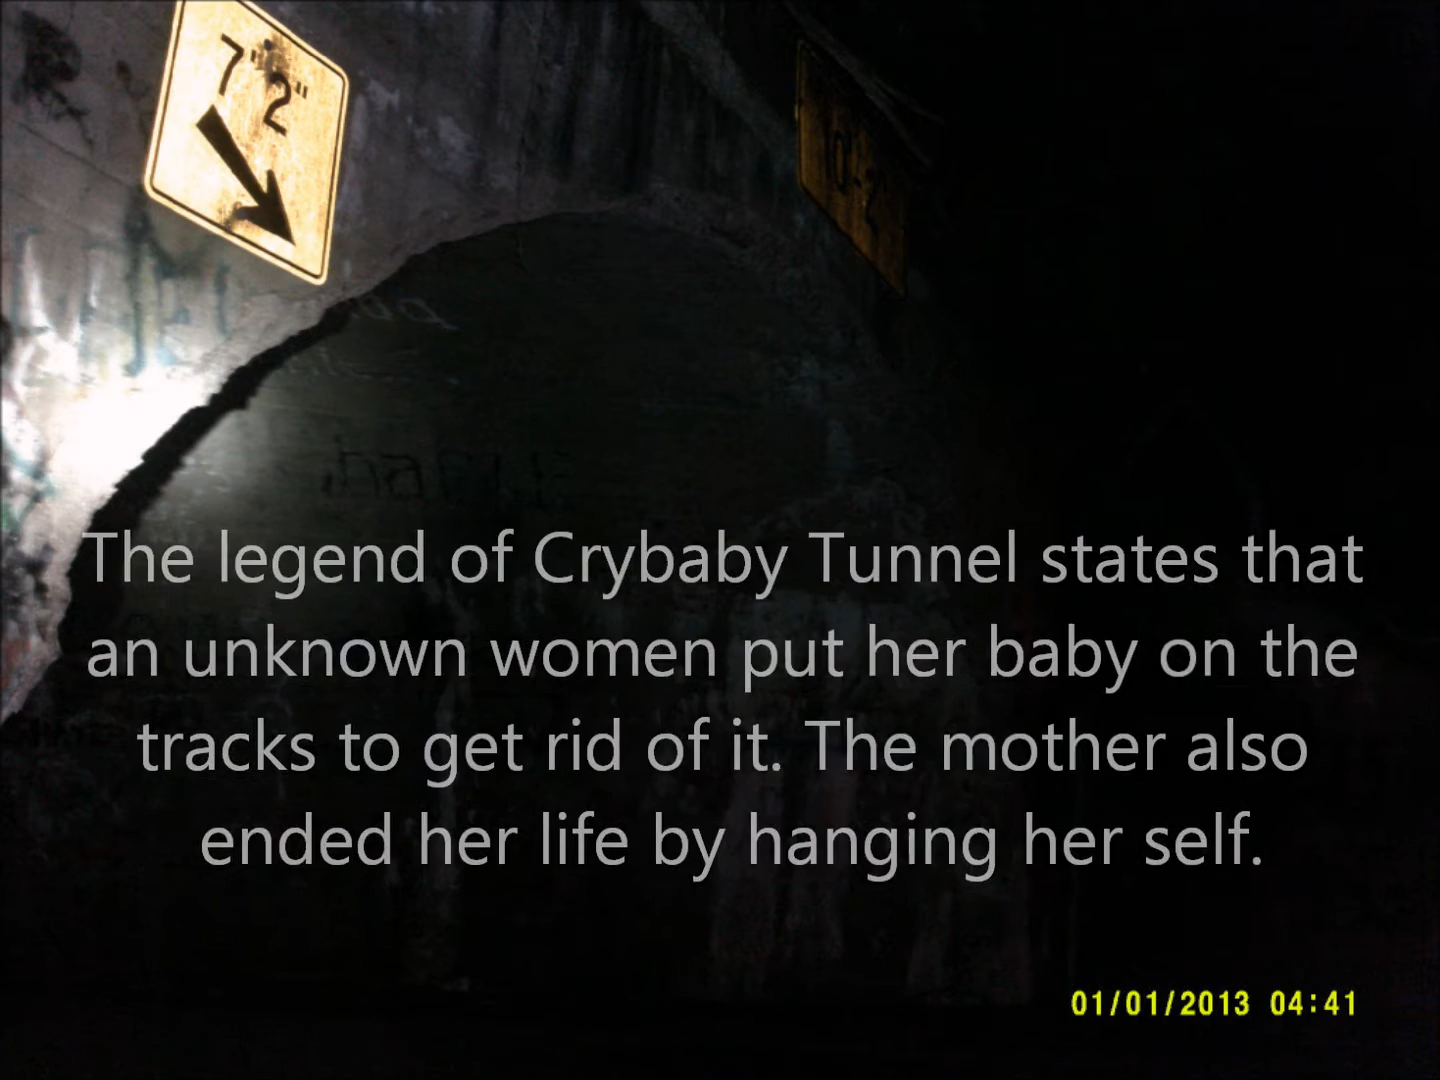 7' 2"
The legend of Crybaby Tunnel states that
an unknown women put her baby on the
tracks to get rid of it. The mother also
ended her life by hanging her self.
01/01/2013 04:41